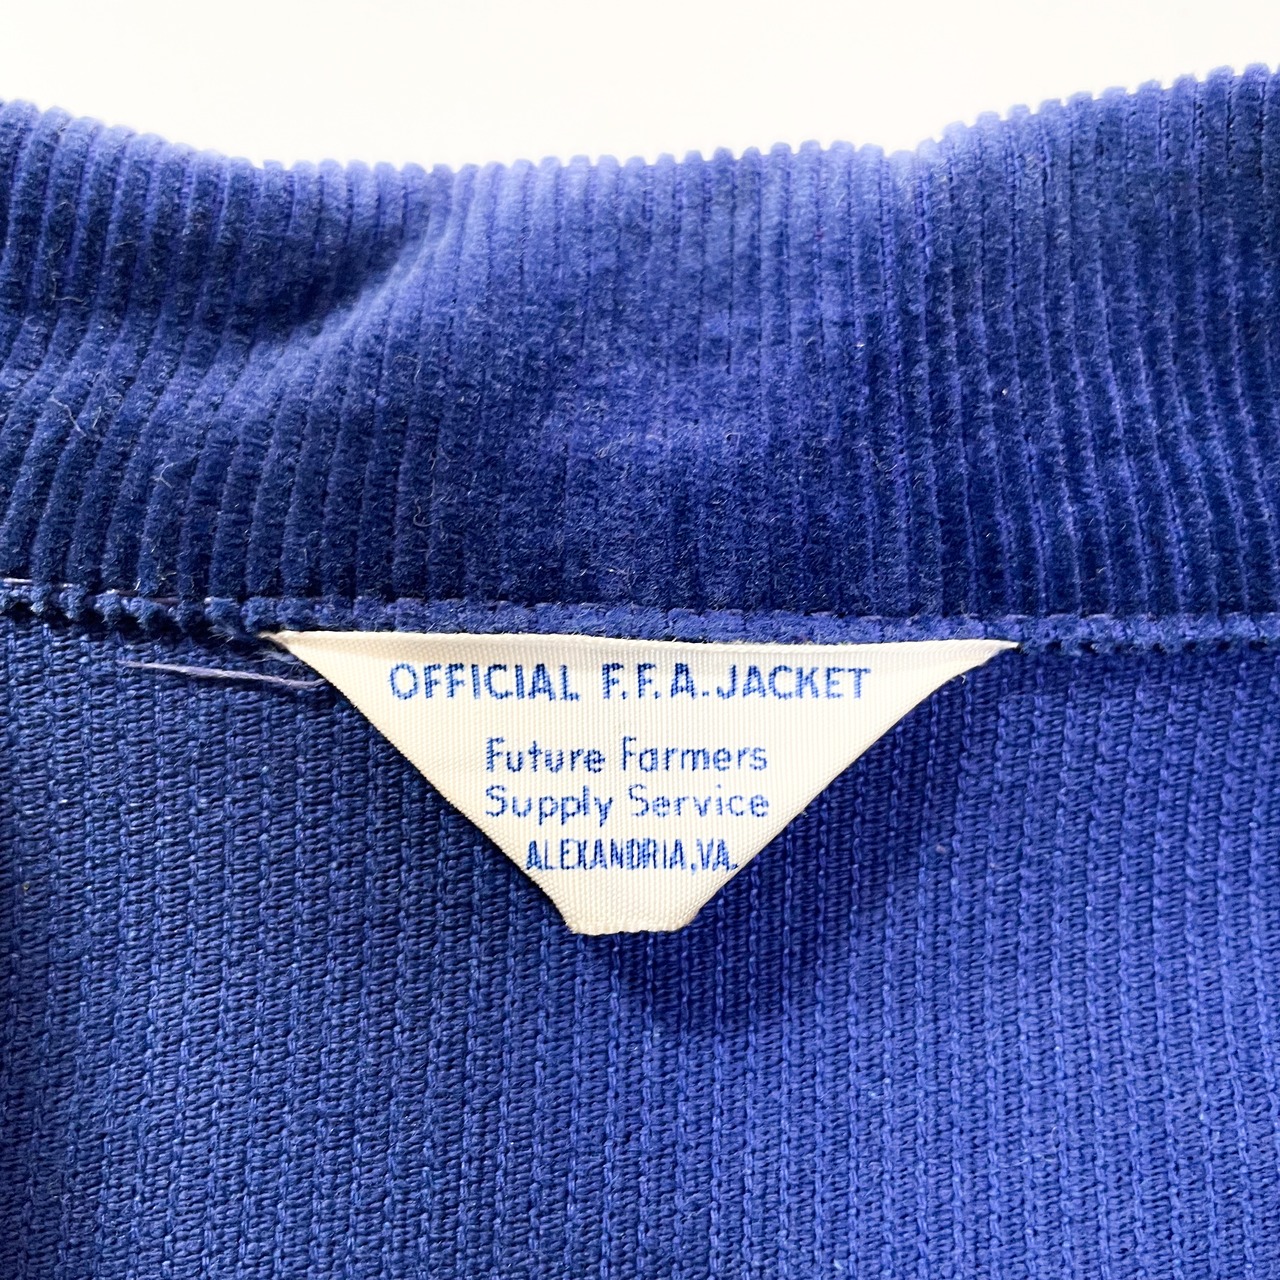 OFFICIAL F.F.A. JACKET
Future Farmers
Supply Service
ALEXANDRIA, VA.